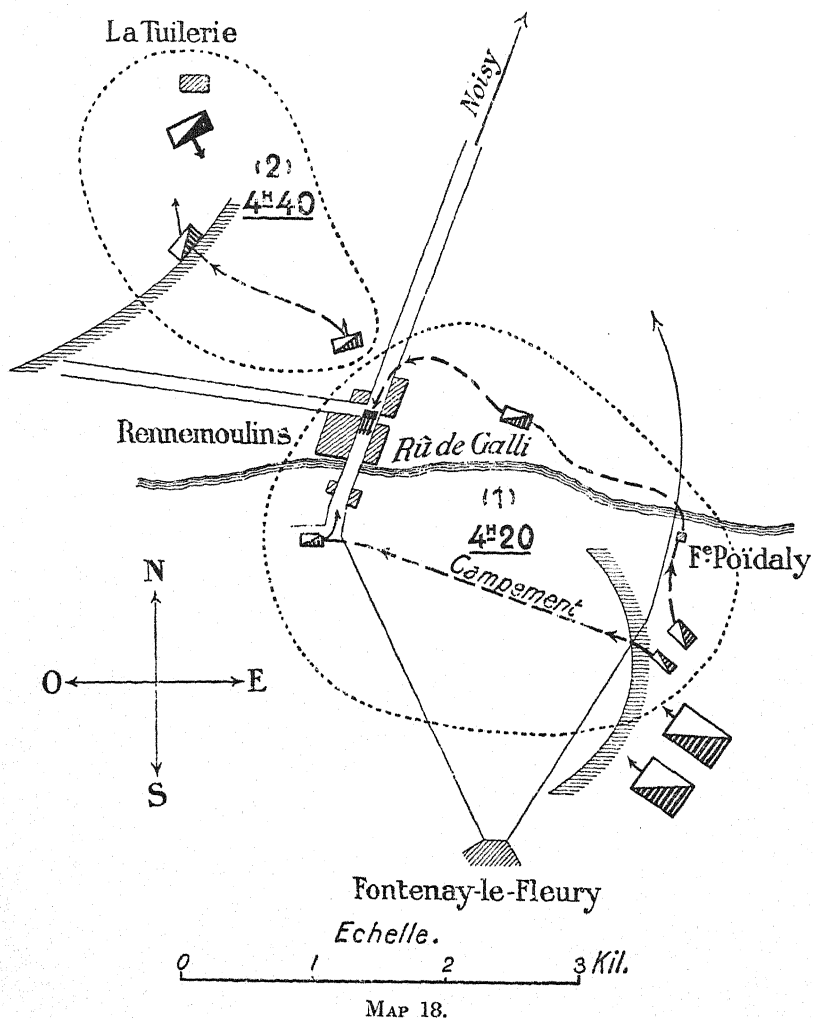 La Tuilerie
Noisy
(2)
4ᴴ40
Rennemoulins
Rû de Galli
(1)
4ᴴ20
Fᵉ. Poïdaly
Campement
N
O E
S
Fontenay-le-Fleury
Echelle.
0 1 2 3 Kil.
MAP 18.